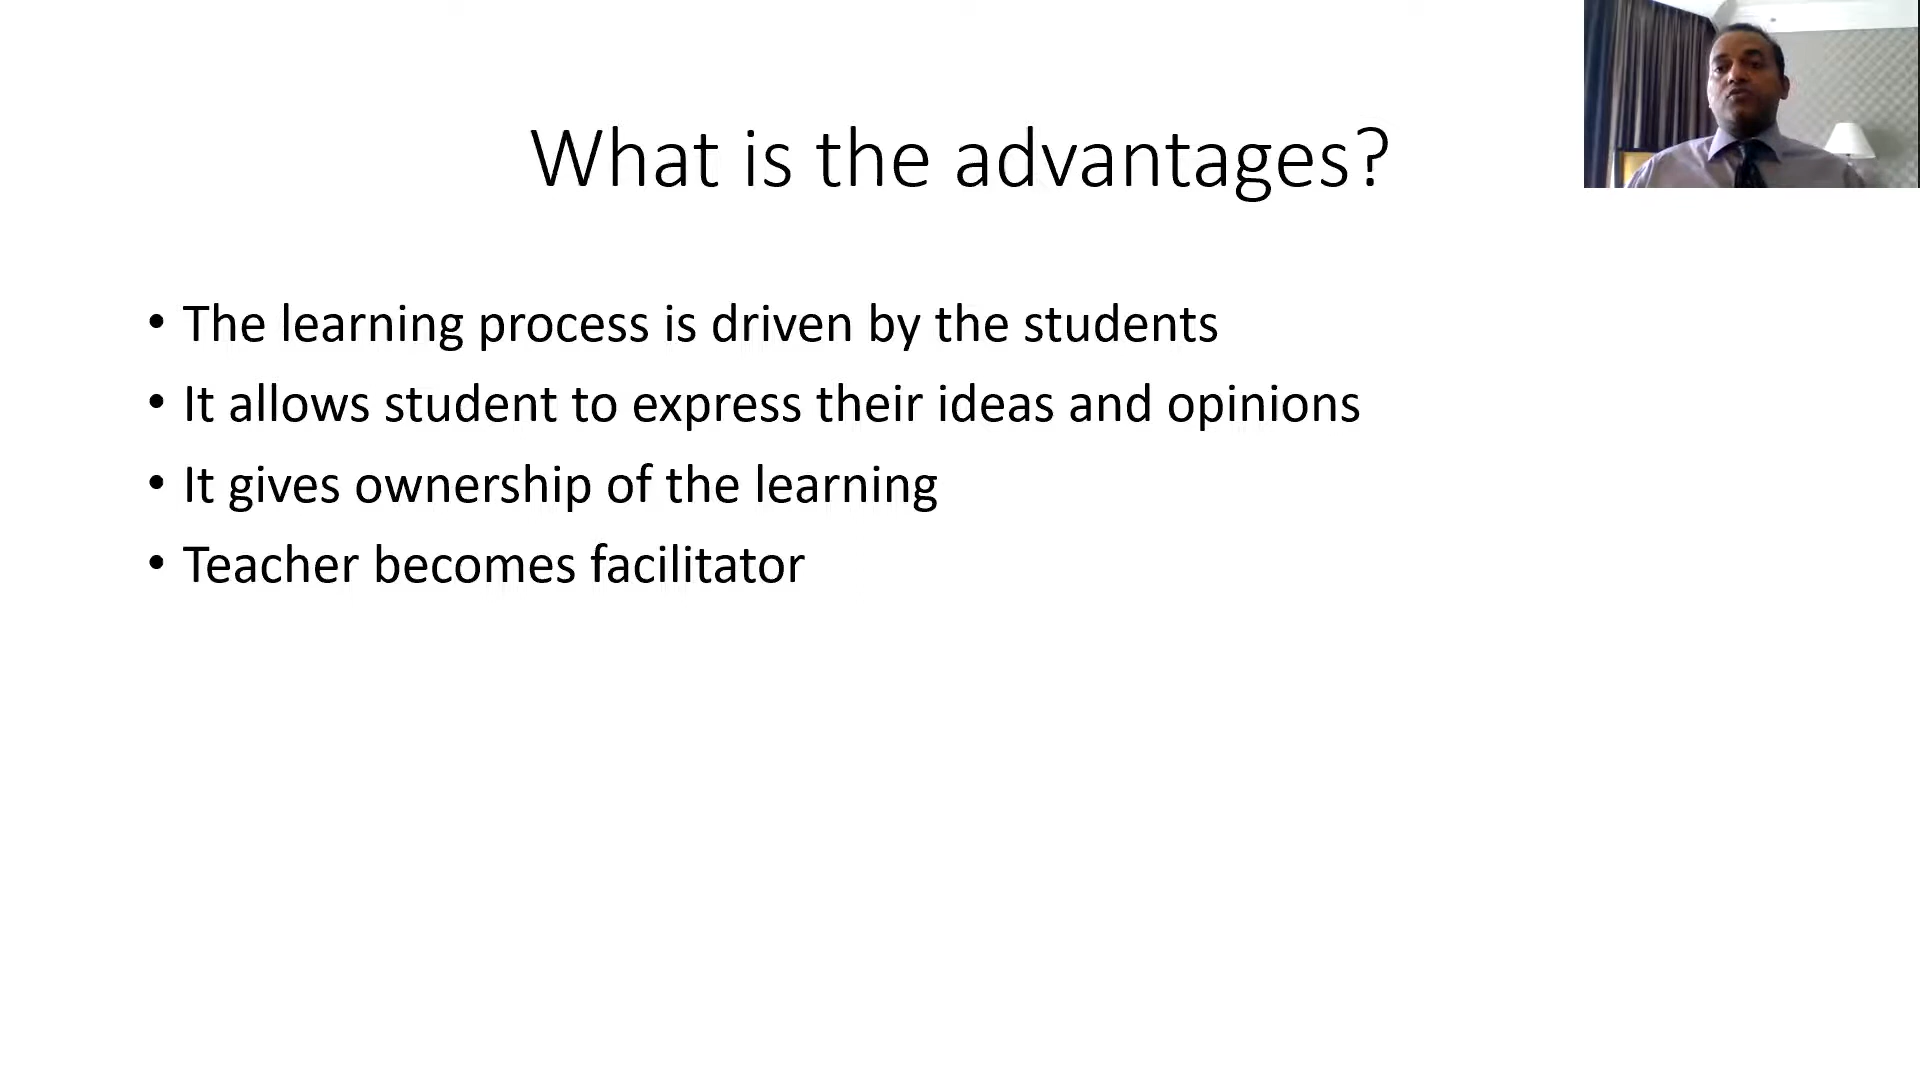 What is the advantages?
• The learning process is driven by the students
• It allows student to express their ideas and opinions
• It gives ownership of the learning
• Teacher becomes facilitator